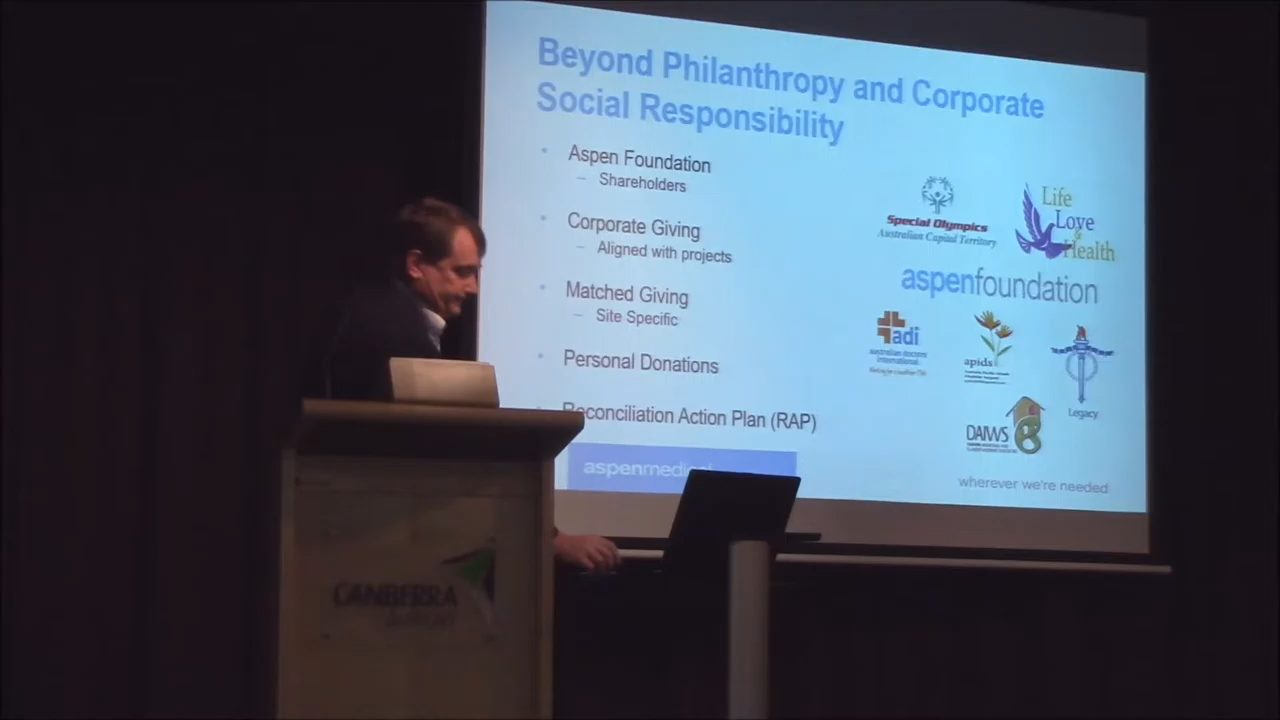 Beyond Philanthropy and Corporate
Social Responsibility
• Aspen Foundation
– Shareholders
• Corporate Giving
– Aligned with projects
• Matched Giving
– Site Specific
• Personal Donations
• Reconciliation Action Plan (RAP)
aspenmedical
Special Olympics
Australian Capital Territory
Life
Love
&
Health
aspenfoundation
adi
australian doctors
international
apids
Legacy
DAIWS
wherever we're needed
CANBERRA